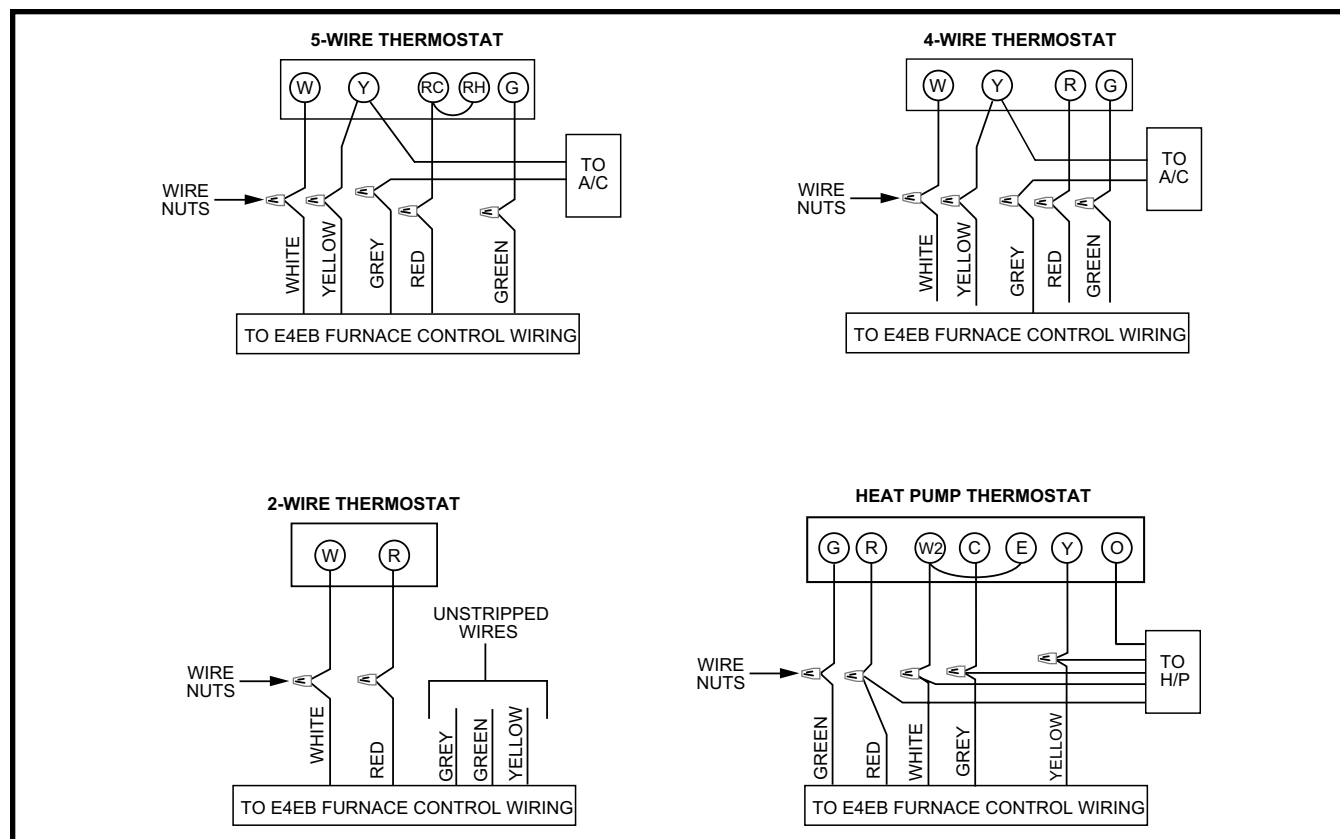 5-WIRE THERMOSTAT
W Y RC RH G
TO
A/C
WIRE
NUTS
WHITE
YELLOW
GREY
RED
GREEN
TO E4EB FURNACE CONTROL WIRING
4-WIRE THERMOSTAT
W Y R G
TO
A/C
WIRE
NUTS
WHITE
YELLOW
GREY
RED
GREEN
TO E4EB FURNACE CONTROL WIRING
2-WIRE THERMOSTAT
W R
UNSTRIPPED
WIRES
WIRE
NUTS
WHITE
RED
GREY
GREEN
YELLOW
TO E4EB FURNACE CONTROL WIRING
HEAT PUMP THERMOSTAT
G R W2 C E Y O
TO
H/P
WIRE
NUTS
GREEN
RED
WHITE
GREY
YELLOW
TO E4EB FURNACE CONTROL WIRING